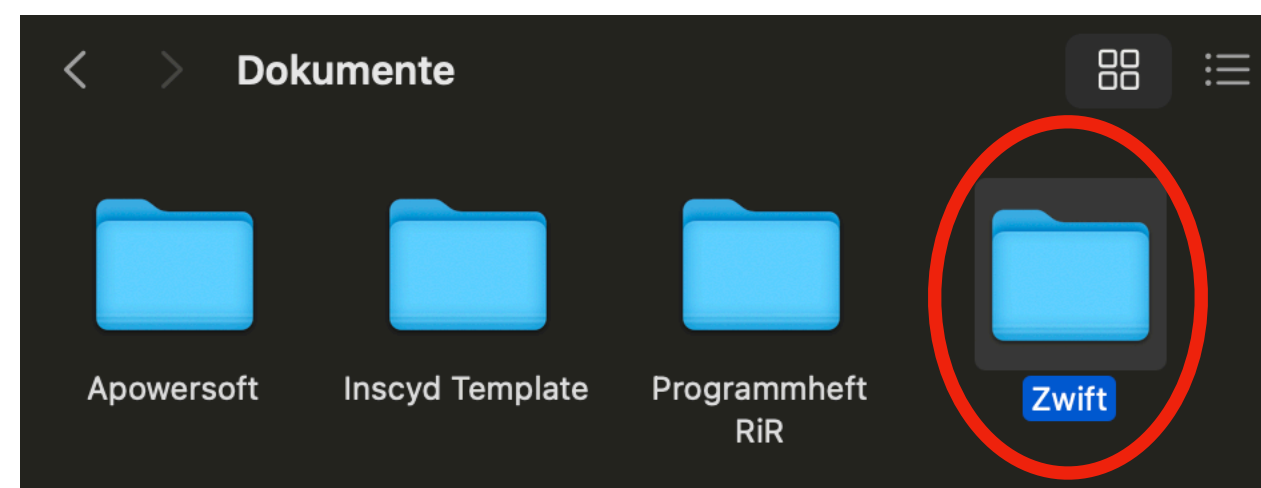 Dokumente
Apowersoft
Inscyd Template
Programmheft
RiR
Zwift